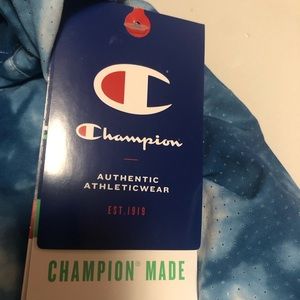 Champion
AUTHENTIC
ATHLETICWEAR
EST. 1919
CHAMPION® MADE